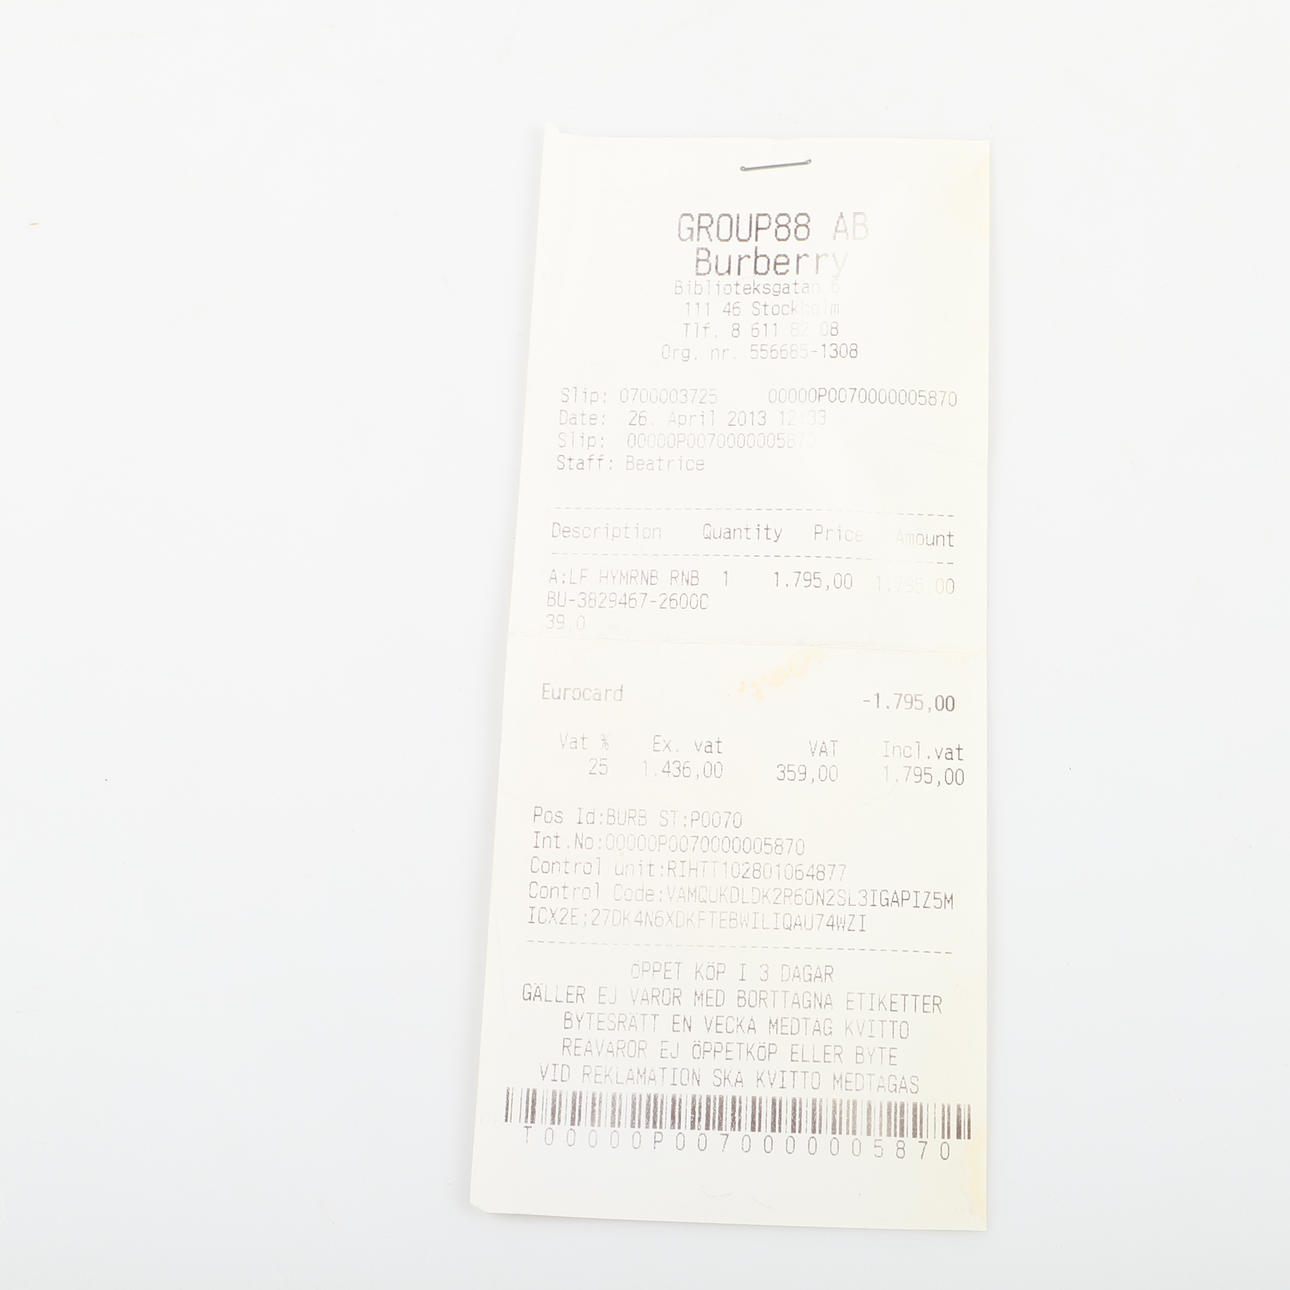 GROUP88 AB
Burberry
Biblioteksgatan 6
111 46 Stockholm
Tlf. 8 611 82 08
Org. nr. 556665-1308
Slip: 0700003725 00000P0070000005870
Date: 26. April 2013 12:33
Slip: 00000P0070000005870
Staff: Beatrice
Description Quantity Price Amount
A:LF HYMRNB RNB 1 1.795,00 1.795,00
BU-3829467-2600C
39,0
Eurocard -1.795,00
Vat % Ex. vat VAT Incl.vat
25 1.436,00 359,00 1.795,00
Pos Id:BURB ST:P0070
Int.No:00000P0070000005870
Control unit:RIHTT102801064877
Control Code:VAMQUKDLDK2R60N2SL3IGAPIZ5M
ICX2E;27DK4N6XDKFTEBWILIQAU74WZI
ÖPPET KÖP I 3 DAGAR
GÄLLER EJ VAROR MED BORTTAGNA ETIKETTER
BYTESRÄTT EN VECKA MEDTAG KVITTO
REAVAROR EJ ÖPPETKÖP ELLER BYTE
VID REKLAMATION SKA KVITTO MEDTAGAS
T00000P0070000005870